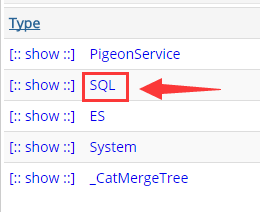 Type
[:: show ::] PigeonService
[:: show ::] SQL
[:: show ::] ES
[:: show ::] System
[:: show ::] _CatMergeTree